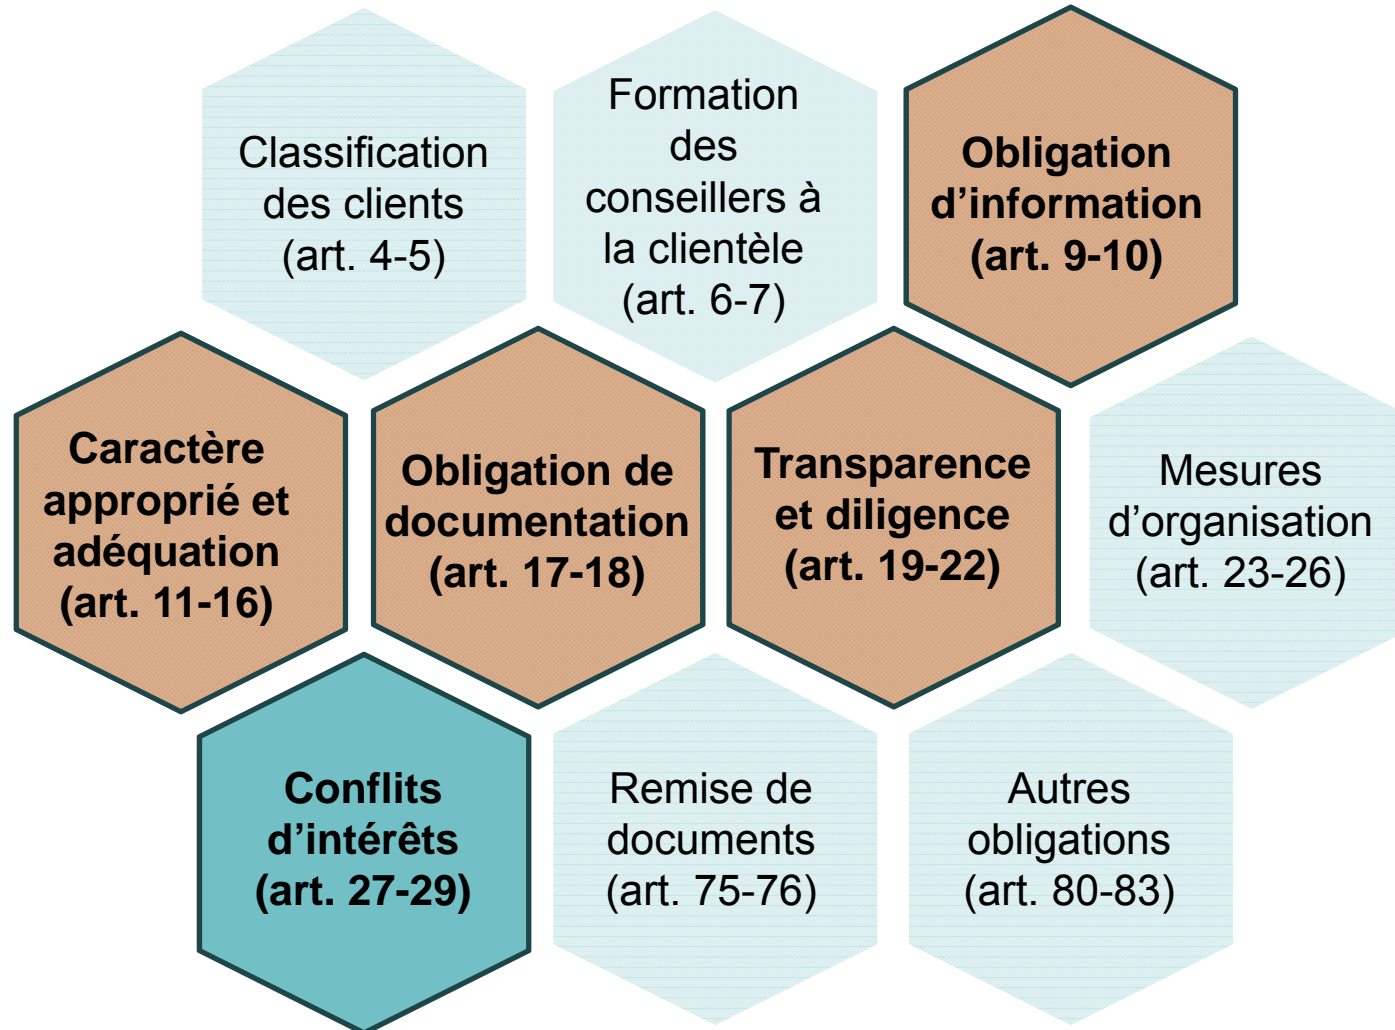 Classification
des clients
(art. 4-5)
Formation
des
conseillers à
la clientèle
(art. 6-7)
Obligation
d’information
(art. 9-10)
Caractère
approprié et
adéquation
(art. 11-16)
Obligation de
documentation
(art. 17-18)
Transparence
et diligence
(art. 19-22)
Mesures
d’organisation
(art. 23-26)
Conflits
d’intérêts
(art. 27-29)
Remise de
documents
(art. 75-76)
Autres
obligations
(art. 80-83)